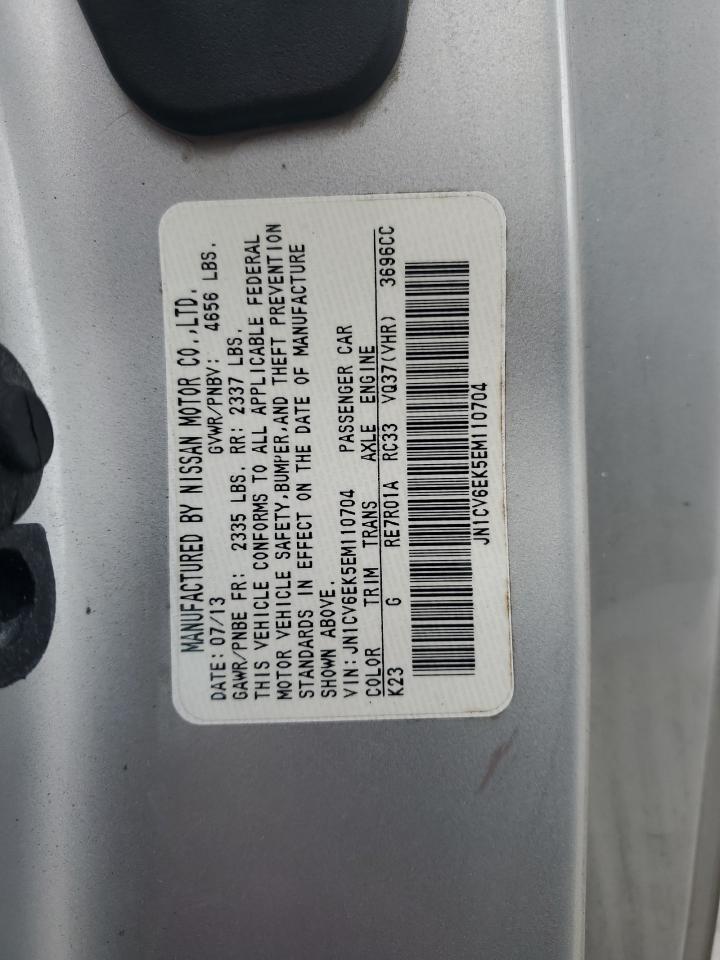 MANUFACTURED BY NISSAN MOTOR CO.,LTD.
DATE: 07/13 GVWR/PNBV: 4656 LBS.
GAWR/PNBE FR: 2335 LBS. RR: 2337 LBS.
THIS VEHICLE CONFORMS TO ALL APPLICABLE FEDERAL
MOTOR VEHICLE SAFETY,BUMPER,AND THEFT PREVENTION
STANDARDS IN EFFECT ON THE DATE OF MANUFACTURE
SHOWN ABOVE.
VIN:JN1CV6EK5EM110704 PASSENGER CAR
COLOR TRIM TRANS AXLE ENGINE
K23 G RE7R01A RC33 VQ37(VHR) 3696CC
JN1CV6EK5EM110704